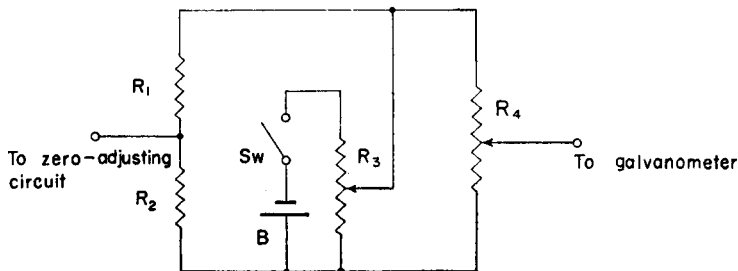 R1
R4
Sw
R3
To zero-adjusting
circuit
To galvanometer
R2
B